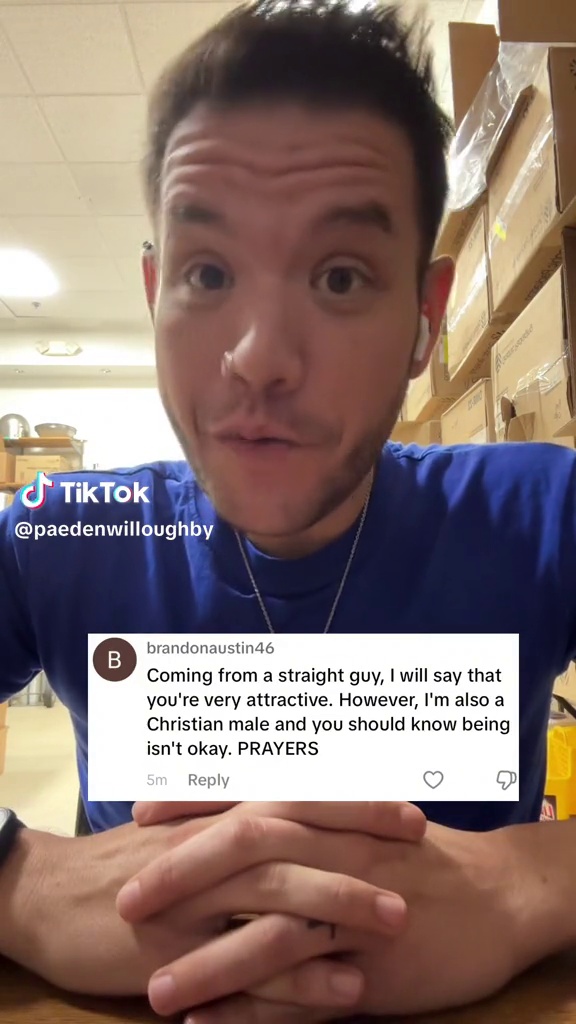 TikTok
@paedenwilloughby
B
brandonaustin46
Coming from a straight guy, I will say that
you're very attractive. However, I'm also a
Christian male and you should know being
isn't okay. PRAYERS
5m Reply